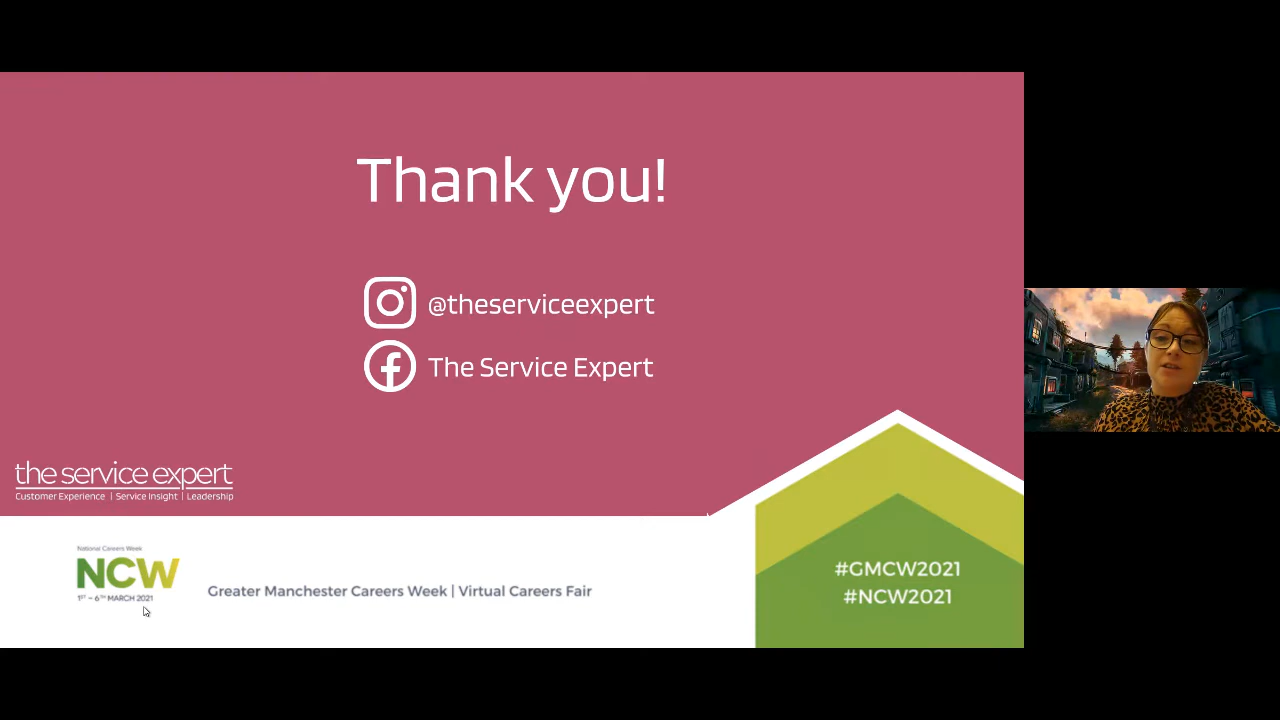 Thank you!
@theserviceexpert
The Service Expert
the service expert
Customer Experience | Service Insight | Leadership
National Careers Week
NCW
1ST – 6TH MARCH 2021
Greater Manchester Careers Week | Virtual Careers Fair
#GMCW2021
#NCW2021